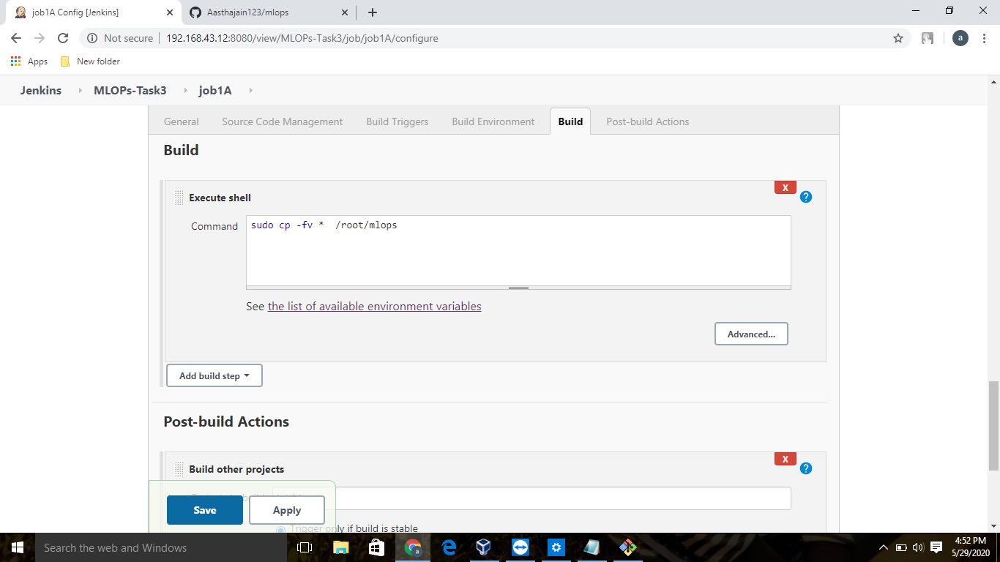 job1A Config [Jenkins]
Aasthajain123/mlops
Not secure
192.168.43.12:8080/view/MLOPs-Task3/job/job1A/configure
a
Apps
New folder
Jenkins
MLOPs-Task3
job1A
General
Source Code Management
Build Triggers
Build Environment
Build
Post-build Actions
Build
X
?
Execute shell
Command
sudo cp -fv *  /root/mlops
See the list of available environment variables
Advanced...
Add build step
Post-build Actions
X
?
Build other projects
Save
Apply
Trigger only if build is stable
Search the web and Windows
4:52 PM
5/29/2020